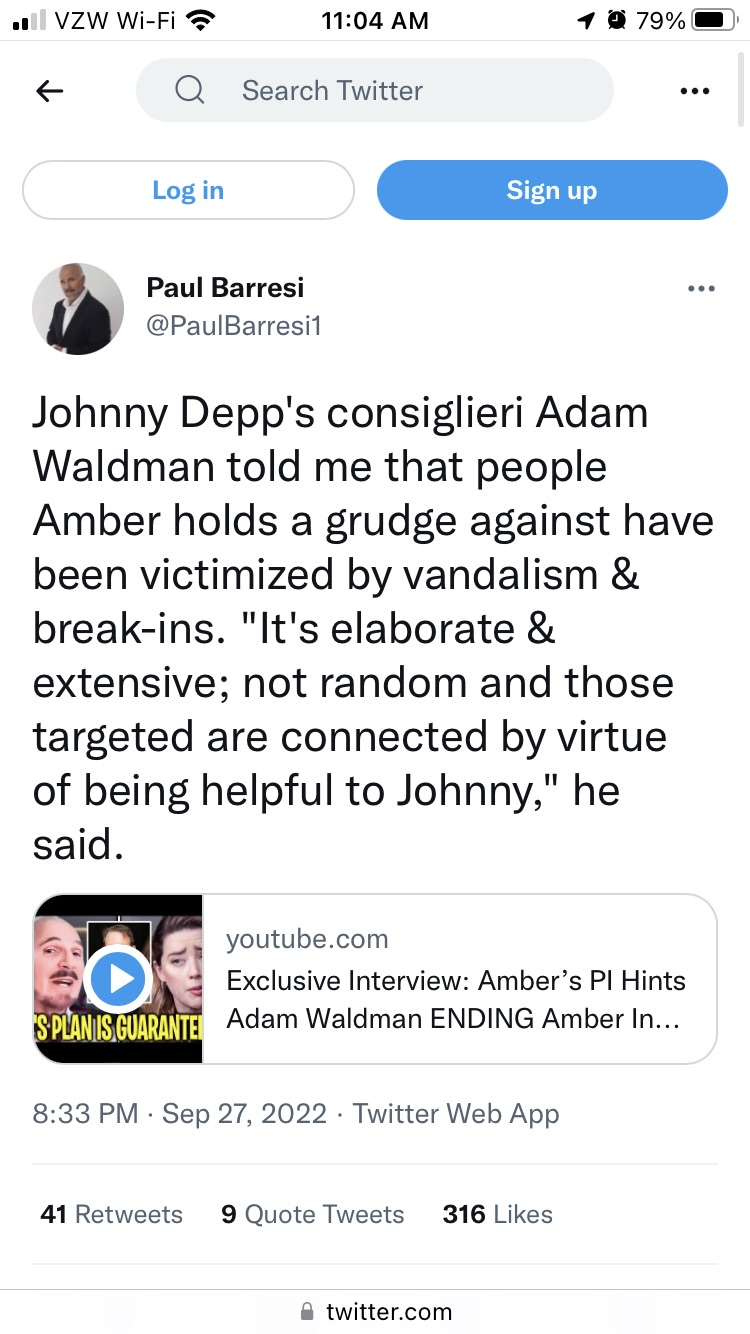 VZW Wi-Fi 11:04 AM 79%
Search Twitter
Log in Sign up
Paul Barresi
@PaulBarresi1
Johnny Depp's consiglieri Adam
Waldman told me that people
Amber holds a grudge against have
been victimized by vandalism &
break-ins. "It's elaborate &
extensive; not random and those
targeted are connected by virtue
of being helpful to Johnny," he
said.
'S PLAN IS GUARANTE
youtube.com
Exclusive Interview: Amber’s PI Hints
Adam Waldman ENDING Amber In...
8:33 PM · Sep 27, 2022 · Twitter Web App
41 Retweets 9 Quote Tweets 316 Likes
twitter.com